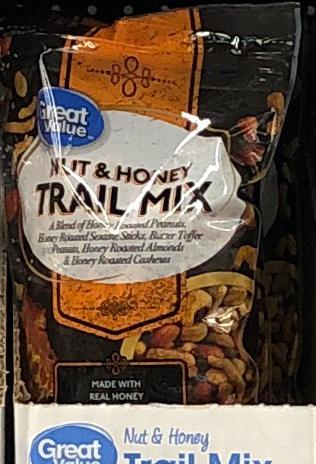 Great
Value™
NUT & HONEY
TRAIL MIX
A Blend of Honey Roasted Peanuts,
Honey Roasted Sesame Sticks, Butter Toffee
Peanuts, Honey Roasted Almonds
& Honey Roasted Cashews
MADE WITH
REAL HONEY
Great
Value
Nut & Honey
Trail Mix